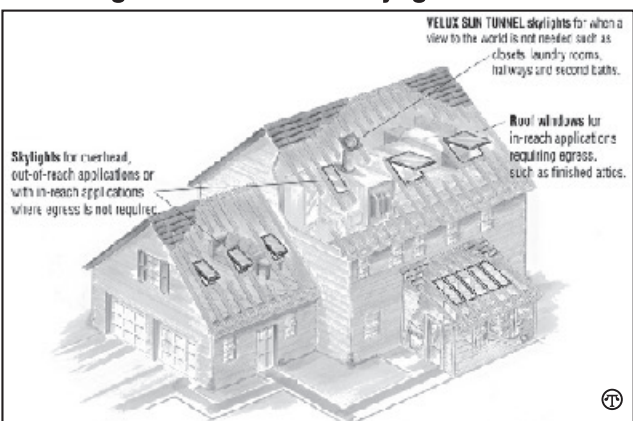 VELUX SUN TUNNEL skylights for when a
view to the world is not needed such as
closets, laundry rooms,
hallways and second baths.
Roof windows for
in-reach applications
requiring egress,
such as finished attics.
Skylights for overhead,
out-of-reach applications or
with in-reach applications
where egress is not required.